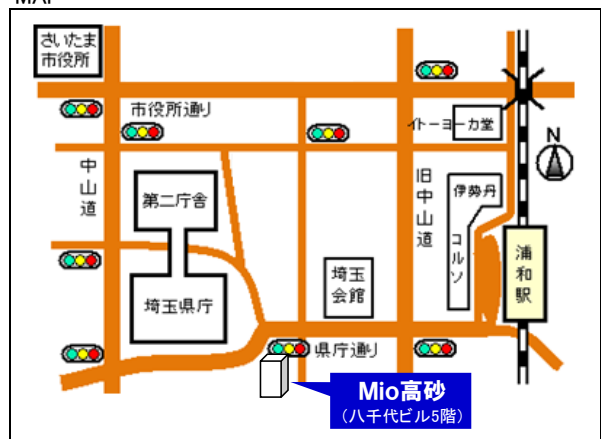 MAP
さいたま
市役所
市役所通り
イトーヨーカ堂
N
中山道
第二庁舎
旧中山道
伊勢丹
コルソ
浦和駅
埼玉
会館
埼玉県庁
県庁通り
Mio高砂
(八千代ビル5階)